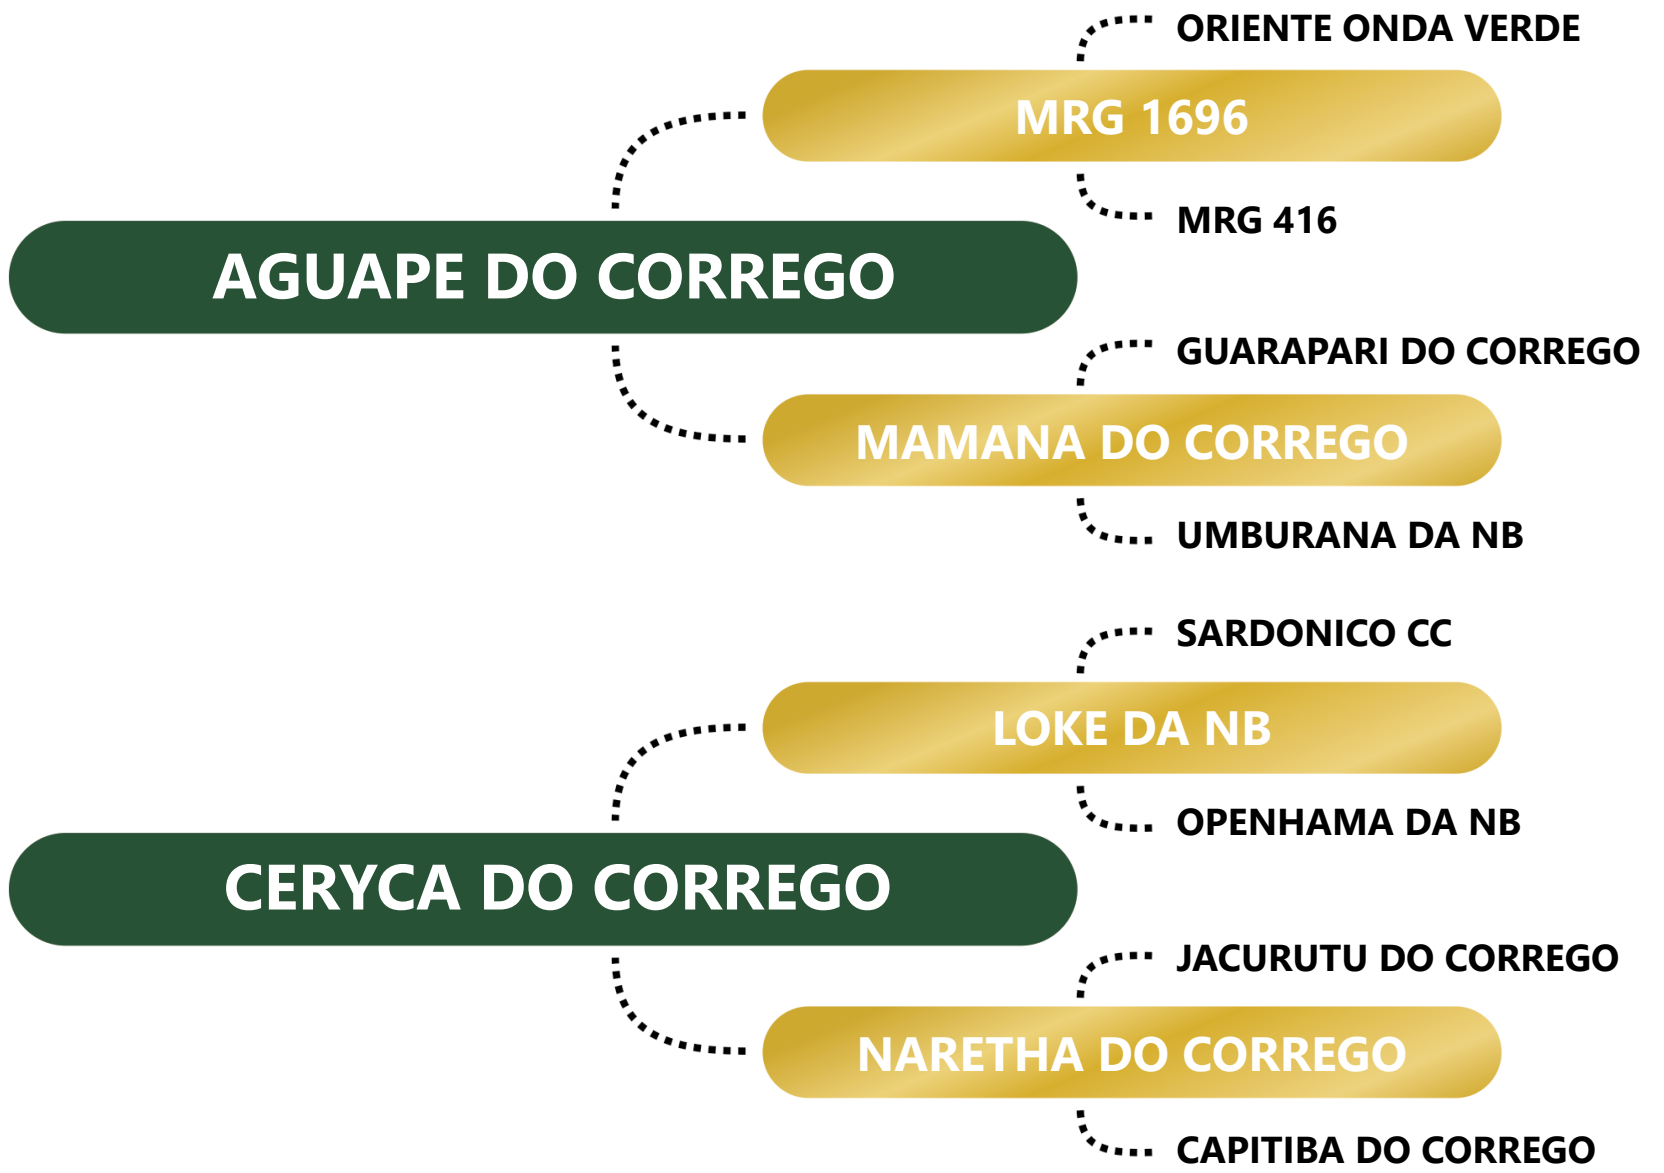 ORIENTE ONDA VERDE
MRG 1696
MRG 416
AGUAPE DO CORREGO
GUARAPARI DO CORREGO
MAMANA DO CORREGO
UMBURANA DA NB
SARDONICO CC
LOKE DA NB
OPENHAMA DA NB
CERYCA DO CORREGO
JACURUTU DO CORREGO
NARETHA DO CORREGO
CAPITIBA DO CORREGO